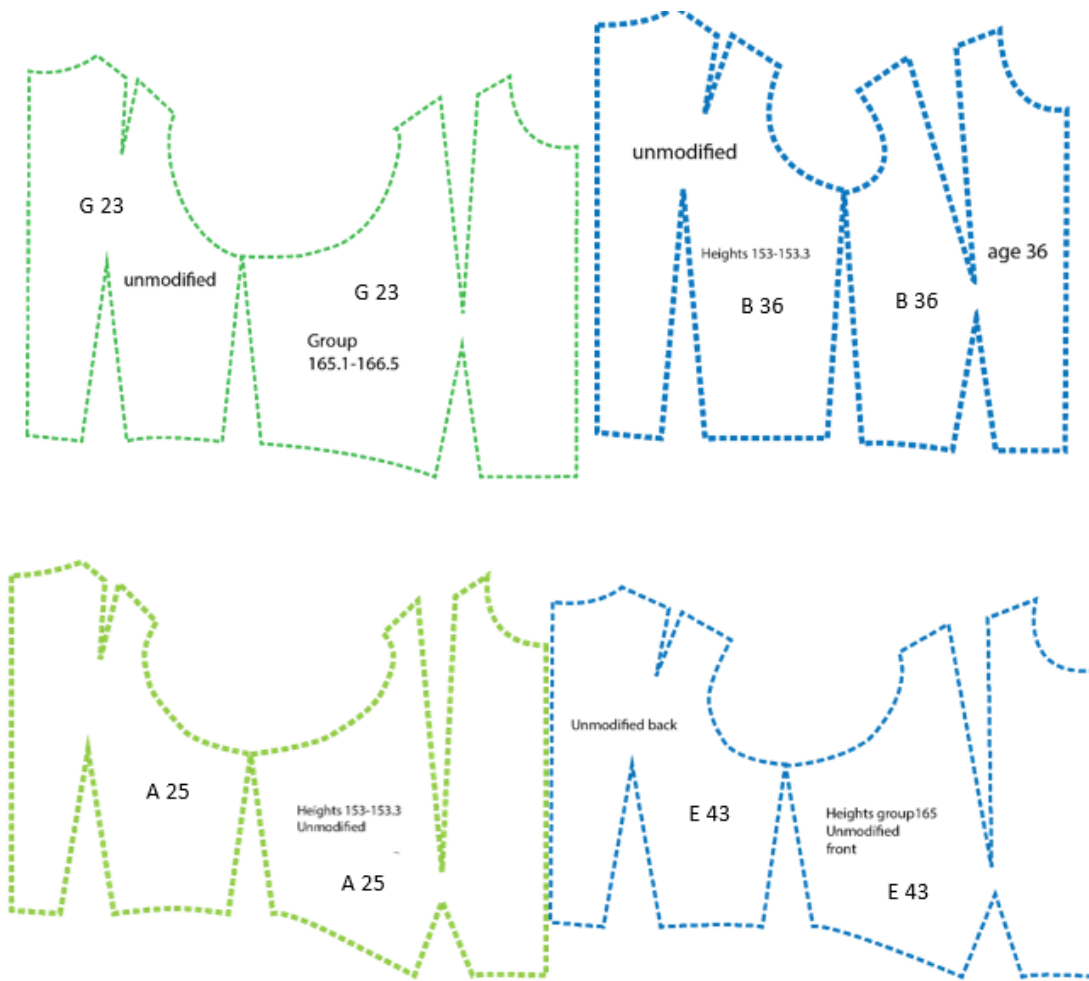 G 23
unmodified
G 23
Group
165.1-166.5
unmodified
Heights 153-153.3
B 36
B 36
age 36
A 25
Heights 153-153.3
Unmodified
A 25
Unmodified back
E 43
Heights group165
Unmodified
front
E 43